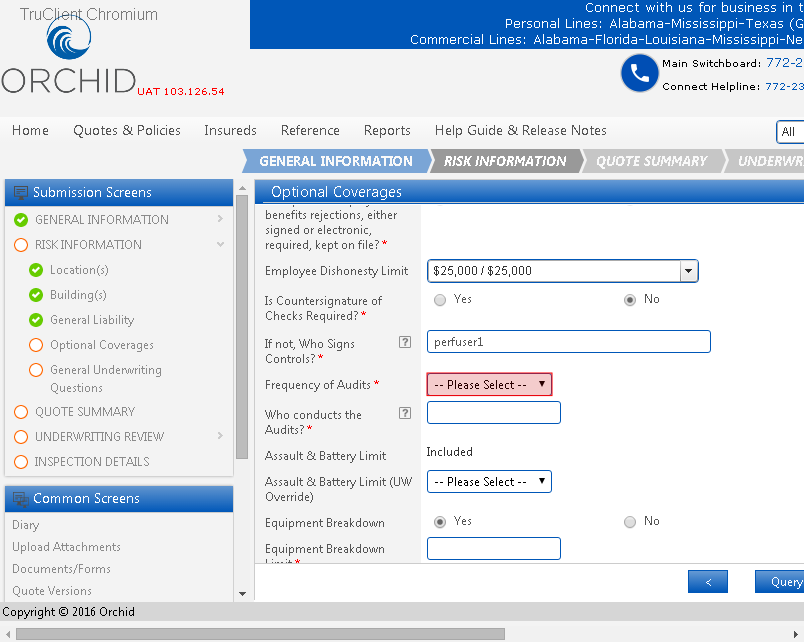 TruClient Chromium
ORCHID
UAT 103.126.54
Connect with us for business in t
Personal Lines: Alabama-Mississippi-Texas (G
Commercial Lines: Alabama-Florida-Louisiana-Mississippi-Ne
Main Switchboard: 772-2
Connect Helpline: 772-23
Home Quotes & Policies Insureds Reference Reports Help Guide & Release Notes All
GENERAL INFORMATION RISK INFORMATION QUOTE SUMMARY UNDERWR
Submission Screens
GENERAL INFORMATION
RISK INFORMATION
Location(s)
Building(s)
General Liability
Optional Coverages
General Underwriting
Questions
QUOTE SUMMARY
UNDERWRITING REVIEW
INSPECTION DETAILS
Common Screens
Diary
Upload Attachments
Documents/Forms
Quote Versions
Optional Coverages
benefits rejections, either
signed or electronic,
required, kept on file? *
Employee Dishonesty Limit $25,000 / $25,000
Is Countersignature of
Checks Required? *
Yes No
If not, Who Signs
Controls? *
? perfuser1
Frequency of Audits * -- Please Select --
Who conducts the
Audits? *
?
Assault & Battery Limit Included
Assault & Battery Limit (UW
Override)
-- Please Select --
Equipment Breakdown Yes No
Equipment Breakdown
Limit *
< Query
Copyright © 2016 Orchid